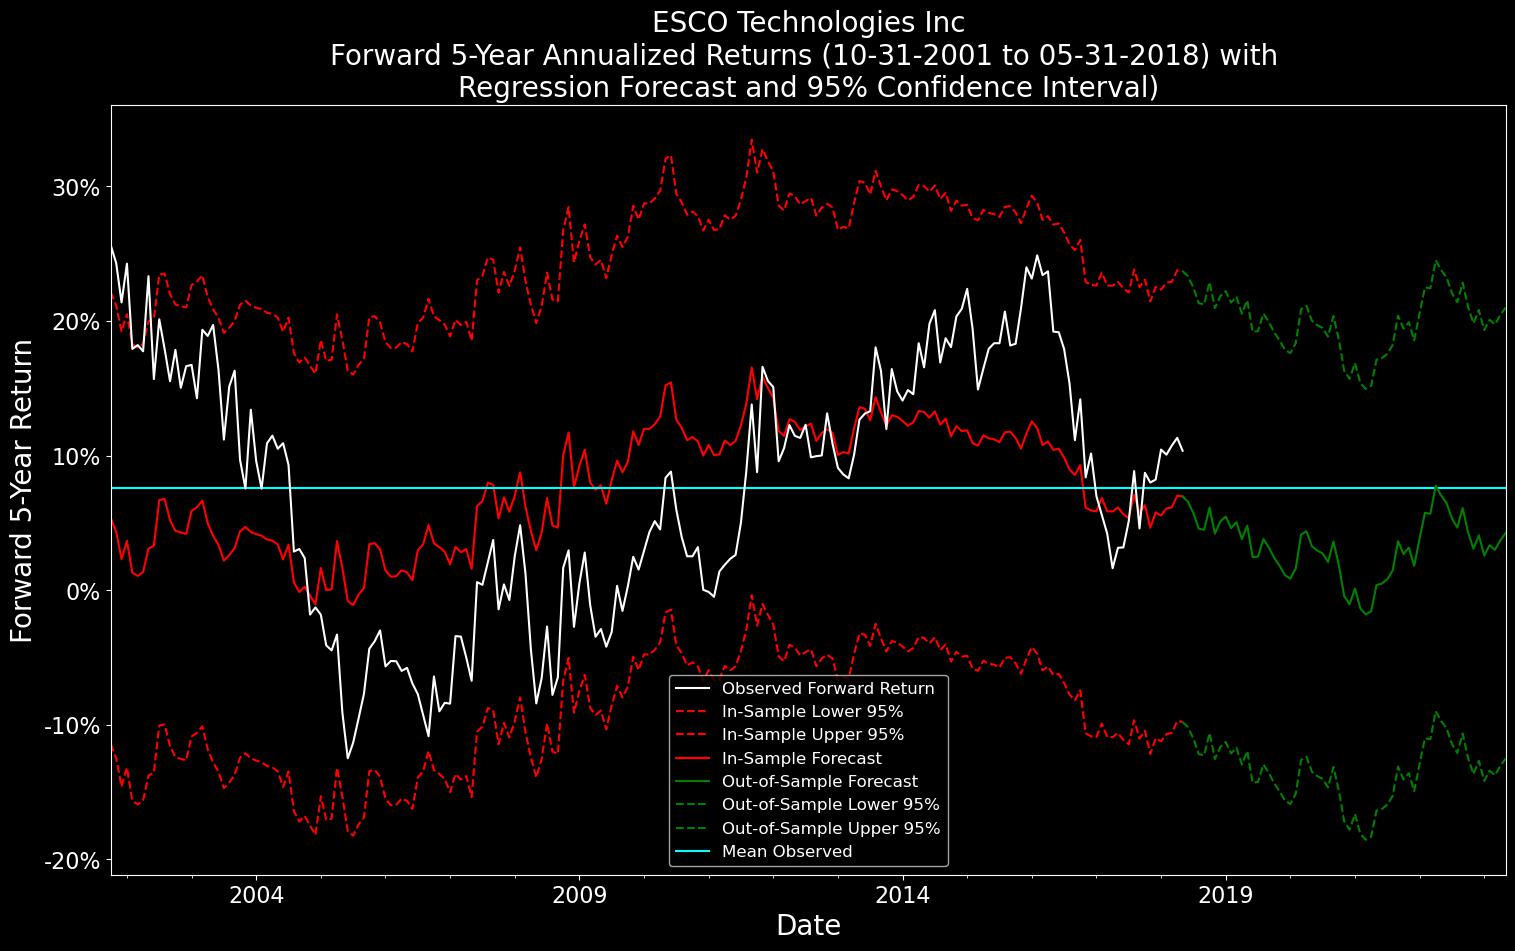 ESCO Technologies Inc
Forward 5-Year Annualized Returns (10-31-2001 to 05-31-2018) with
Regression Forecast and 95% Confidence Interval)
Forward 5-Year Return
30%
20%
10%
0%
-10%
-20%
Observed Forward Return
In-Sample Lower 95%
In-Sample Upper 95%
In-Sample Forecast
Out-of-Sample Forecast
Out-of-Sample Lower 95%
Out-of-Sample Upper 95%
Mean Observed
2004
2009
2014
2019
Date